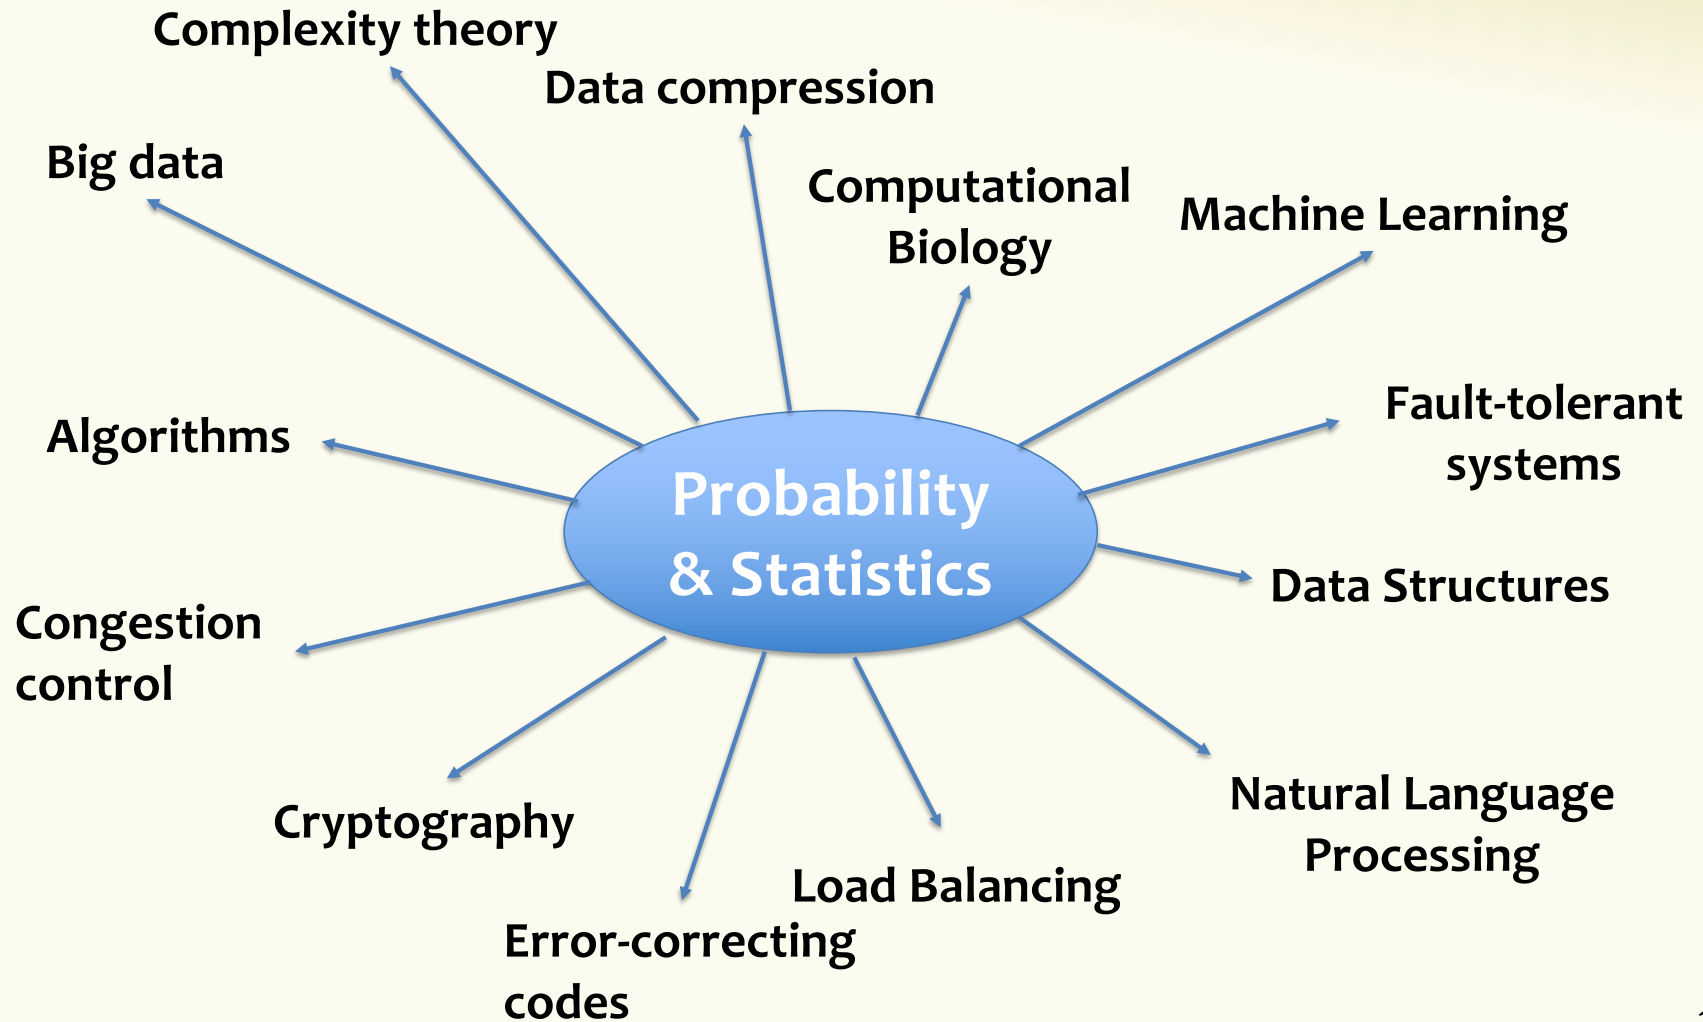 Complexity theory
Data compression
Big data
Computational
Biology
Machine Learning
Algorithms
Fault-tolerant
systems
Probability
& Statistics
Data Structures
Congestion
control
Cryptography
Natural Language
Processing
Load Balancing
Error-correcting
codes